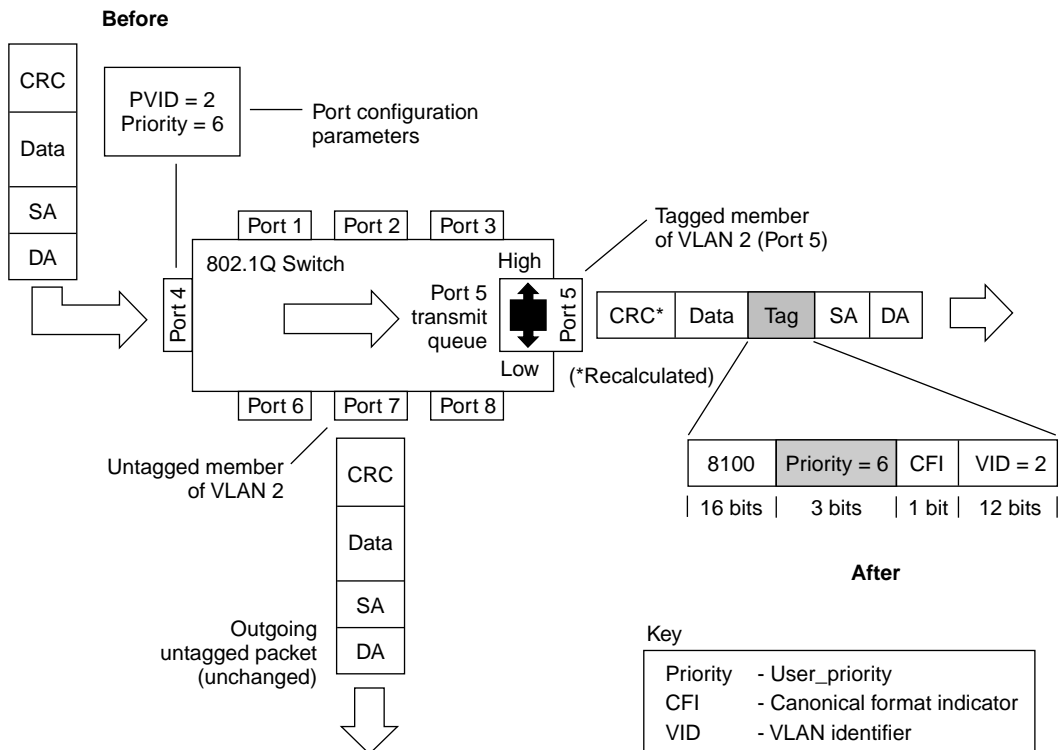 Before
CRC
Data
SA
DA
PVID = 2
Priority = 6
Port configuration
parameters
Port 1
Port 2
Port 3
802.1Q Switch
Port 4
High
Port 5
transmit
queue
Low
Port 5
Tagged member
of VLAN 2 (Port 5)
CRC*
Data
Tag
SA
DA
(*Recalculated)
Port 6
Port 7
Port 8
8100
Priority = 6
CFI
VID = 2
16 bits
3 bits
1 bit
12 bits
After
Untagged member
of VLAN 2
CRC
Data
SA
DA
Outgoing
untagged packet
(unchanged)
Key
Priority - User_priority
CFI - Canonical format indicator
VID - VLAN identifier